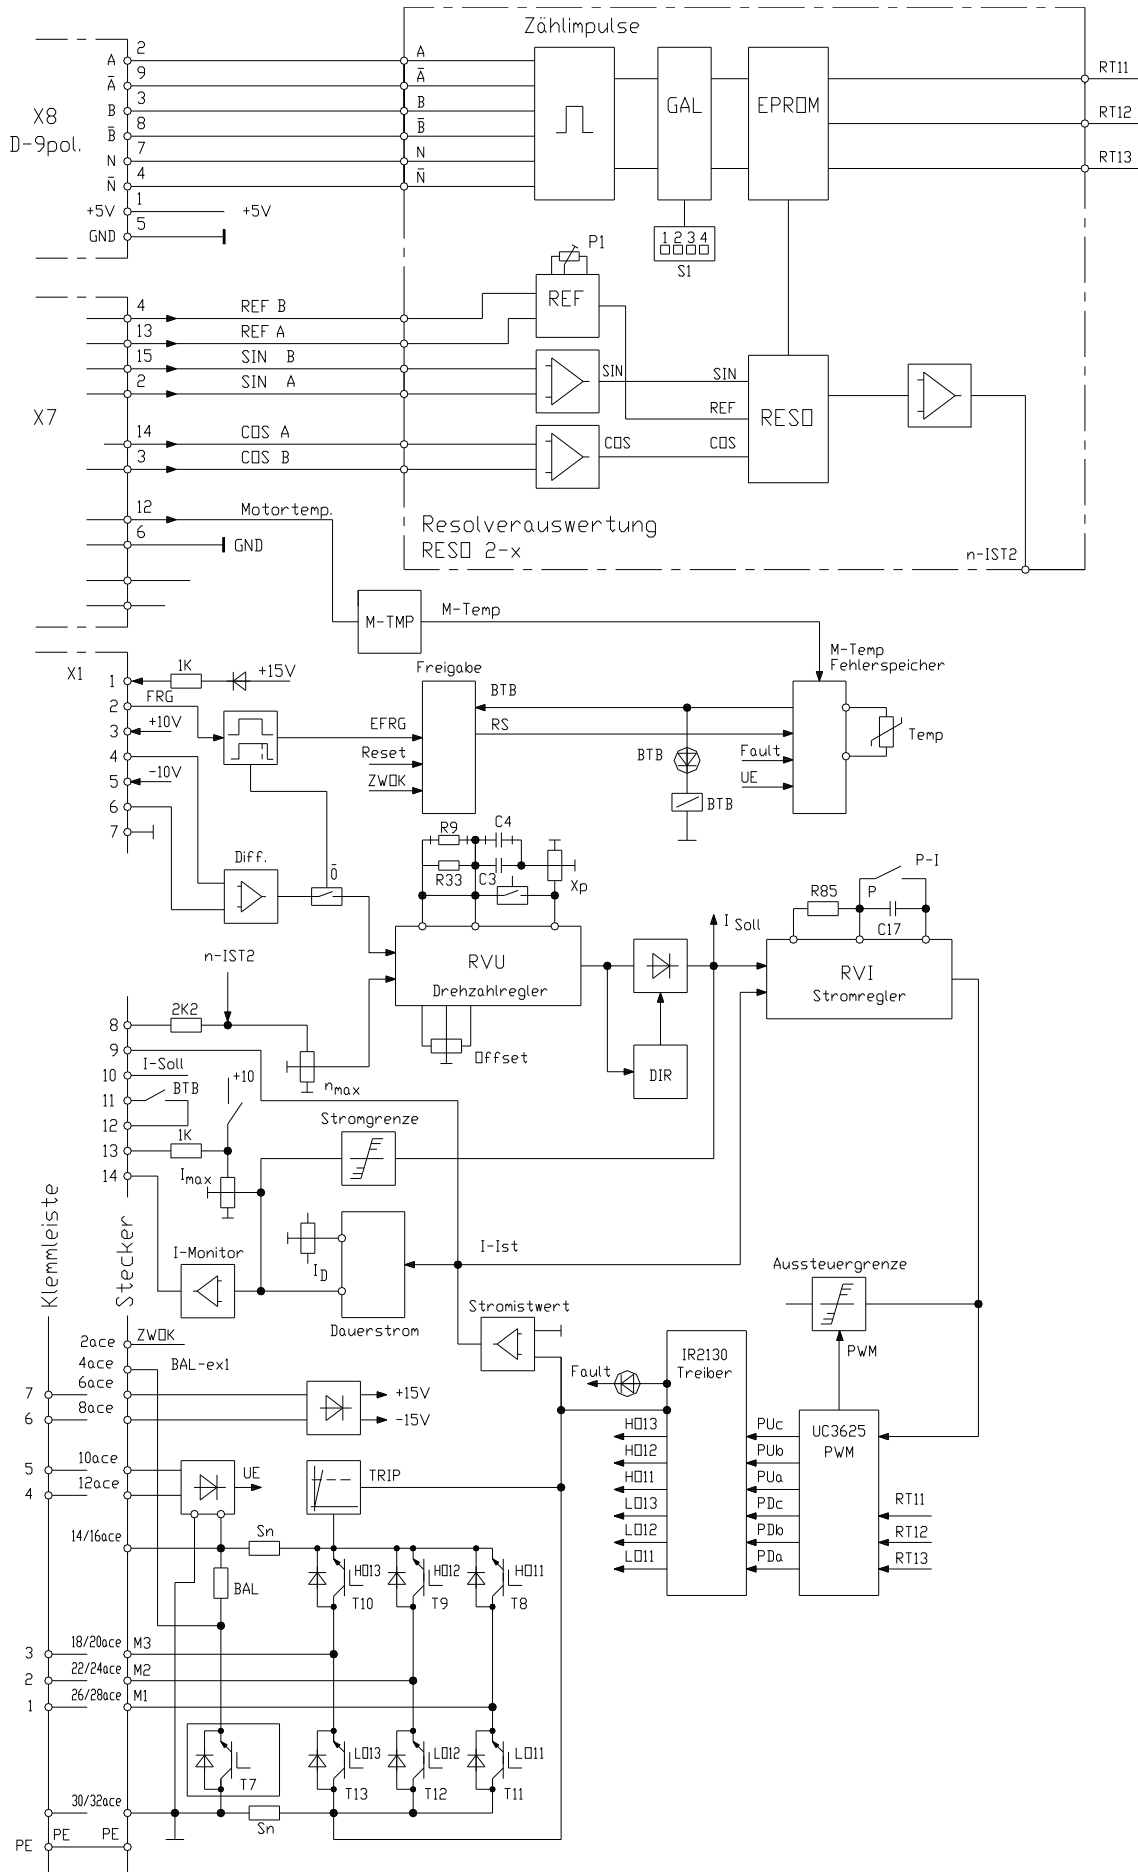 Zählimpulse
X8
D-9pol.
A 2 A
A̅ 9 A̅
B 3 B
B̅ 8 B̅
N 7 N
N̅ 4 N̅
+5V 1 +5V
GND 5
GAL
EPROM
RT11
RT12
RT13
1 2 3 4
S1
P1
REF
X7
4 REF B
13 REF A
15 SIN B
2 SIN A
14 COS A
3 COS B
12 Motortemp.
6 GND
SIN SIN
REF
COS COS
RESO
Resolverauswertung
RESO 2-x
n-IST2
M-TMP
M-Temp
M-Temp
Fehlerspeicher
X1
1 1K +15V
2 FRG
3 +10V
4
5 -10V
6
7
Freigabe
EFRG
Reset
ZWOK
BTB
RS
BTB
BTB
Fault
UE
Temp
Diff.
0̅
R9 C4
R33 C3
Xp
RVU
Drehzahlregler
Offset
DIR
I Soll
P-I
R85 P
C17
RVI
Stromregler
n-IST2
8 2K2
9
10 I-Soll
11 BTB
12
13 1K
14
+10
n max
Stromgrenze
I max
I-Monitor
I D
Dauerstrom
I-Ist
Stromistwert
Aussteuergrenze
PWM
Klemmleiste
Stecker
2ace ZWOK
4ace BAL-ex1
7 6ace +15V
6 8ace -15V
5 10ace UE
4 12ace
TRIP
14/16ace Sn
BAL
Fault
IR2130
Treiber
HO13 PUc
HO12 PUb
HO11 PUa
LO13 PDc
LO12 PDb
LO11 PDa
UC3625
PWM
RT11
RT12
RT13
HO13 HO12 HO11
T10 T9 T8
3 18/20ace M3
2 22/24ace M2
1 26/28ace M1
LO13 LO12 LO11
T7 T13 T12 T11
30/32ace
Sn
PE PE PE